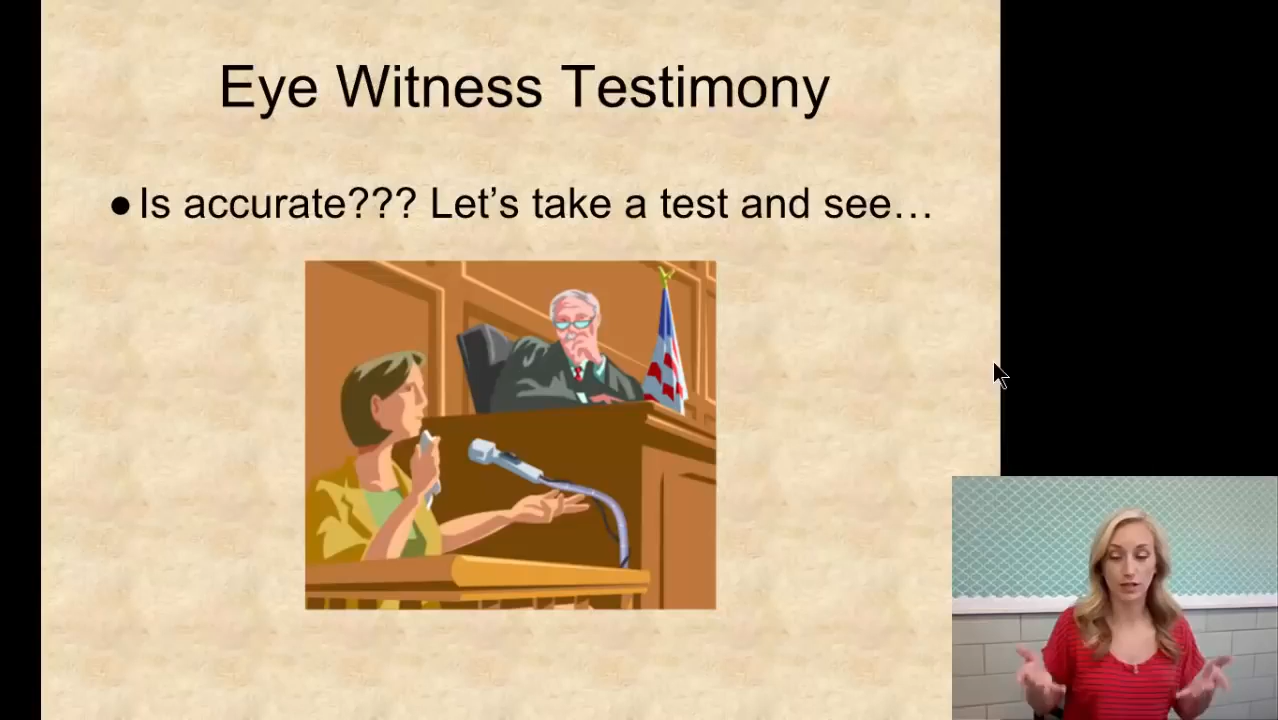 Eye Witness Testimony
●Is accurate??? Let’s take a test and see…